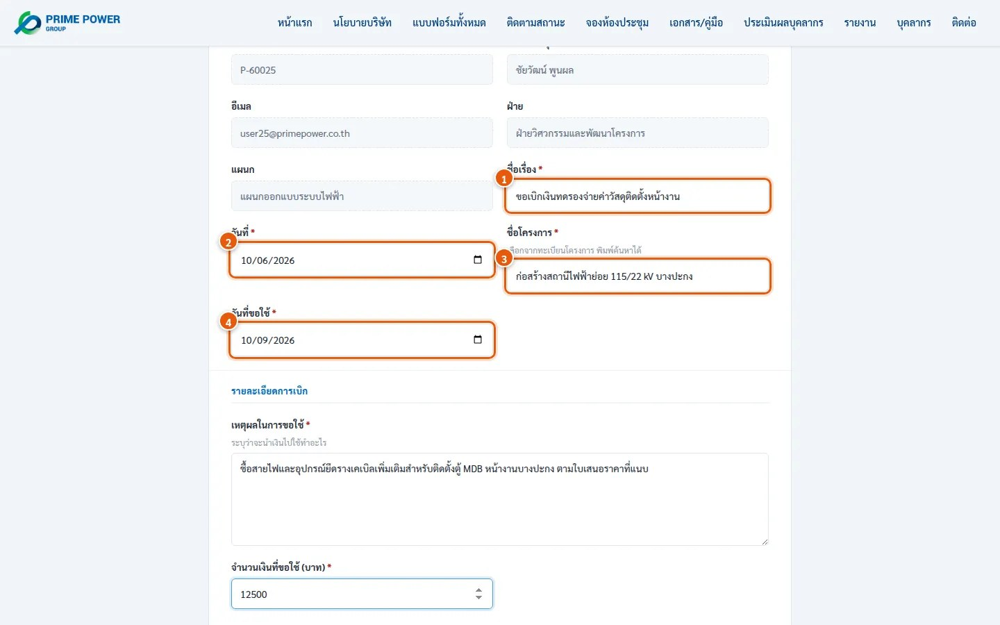 PRIME POWER
GROUP
หน้าแรก นโยบายบริษัท แบบฟอร์มทั้งหมด ติดตามสถานะ จองห้องประชุม เอกสาร/คู่มือ ประเมินผลบุคลากร รายงาน บุคลากร ติดต่อ
P-60025 ชัยวัฒน์ พูนผล
อีเมล ฝ่าย
user25@primepower.co.th ฝ่ายวิศวกรรมและพัฒนาโครงการ
แผนก ชื่อเรื่อง *
1
แผนกออกแบบระบบไฟฟ้า ขอเบิกเงินทดรองจ่ายค่าวัสดุติดตั้งหน้างาน
วันที่ * ชื่อโครงการ *
2 เลือกจากทะเบียนโครงการ พิมพ์ค้นหาได้
3
10/06/2026 ก่อสร้างสถานีไฟฟ้าย่อย 115/22 kV บางปะกง
วันที่ขอใช้ *
4
10/09/2026
รายละเอียดการเบิก
เหตุผลในการขอใช้ *
ระบุว่าจะนำเงินไปใช้ทำอะไร
ซื้อสายไฟและอุปกรณ์ยึดรางเคเบิลเพิ่มเติมสำหรับติดตั้งตู้ MDB หน้างานบางปะกง ตามใบเสนอราคาที่แนบ
จำนวนเงินที่ขอใช้ (บาท) *
12500